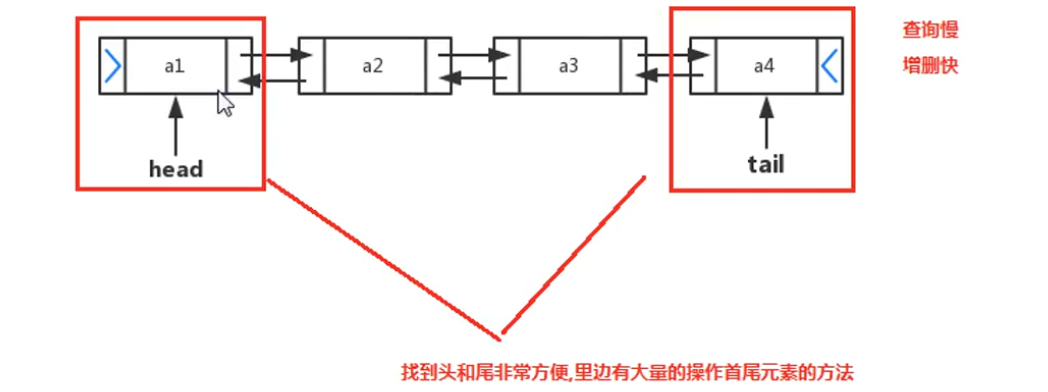 查询慢
增删快
a1 a2 a3 a4
head tail
找到头和尾非常方便,里边有大量的操作首尾元素的方法